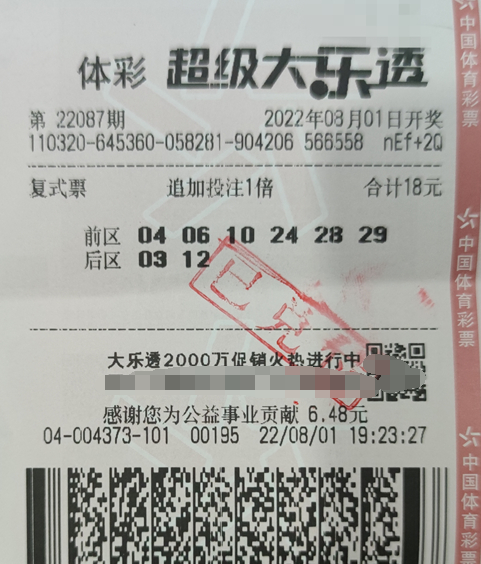 体彩 超级大乐透
第 22087期 2022年08月01日开奖
110320-645360-058281-904206 566558 nEf+2Q
复式票 追加投注1倍 合计18元
前区 04 06 10 24 28 29
后区 03 12
已兑
大乐透2000万促销火热进行中
感谢您为公益事业贡献 6.48元
04-004373-101 00195 22/08/01 19:23:27
中国体育彩票
中国体育彩票
中国体育彩票